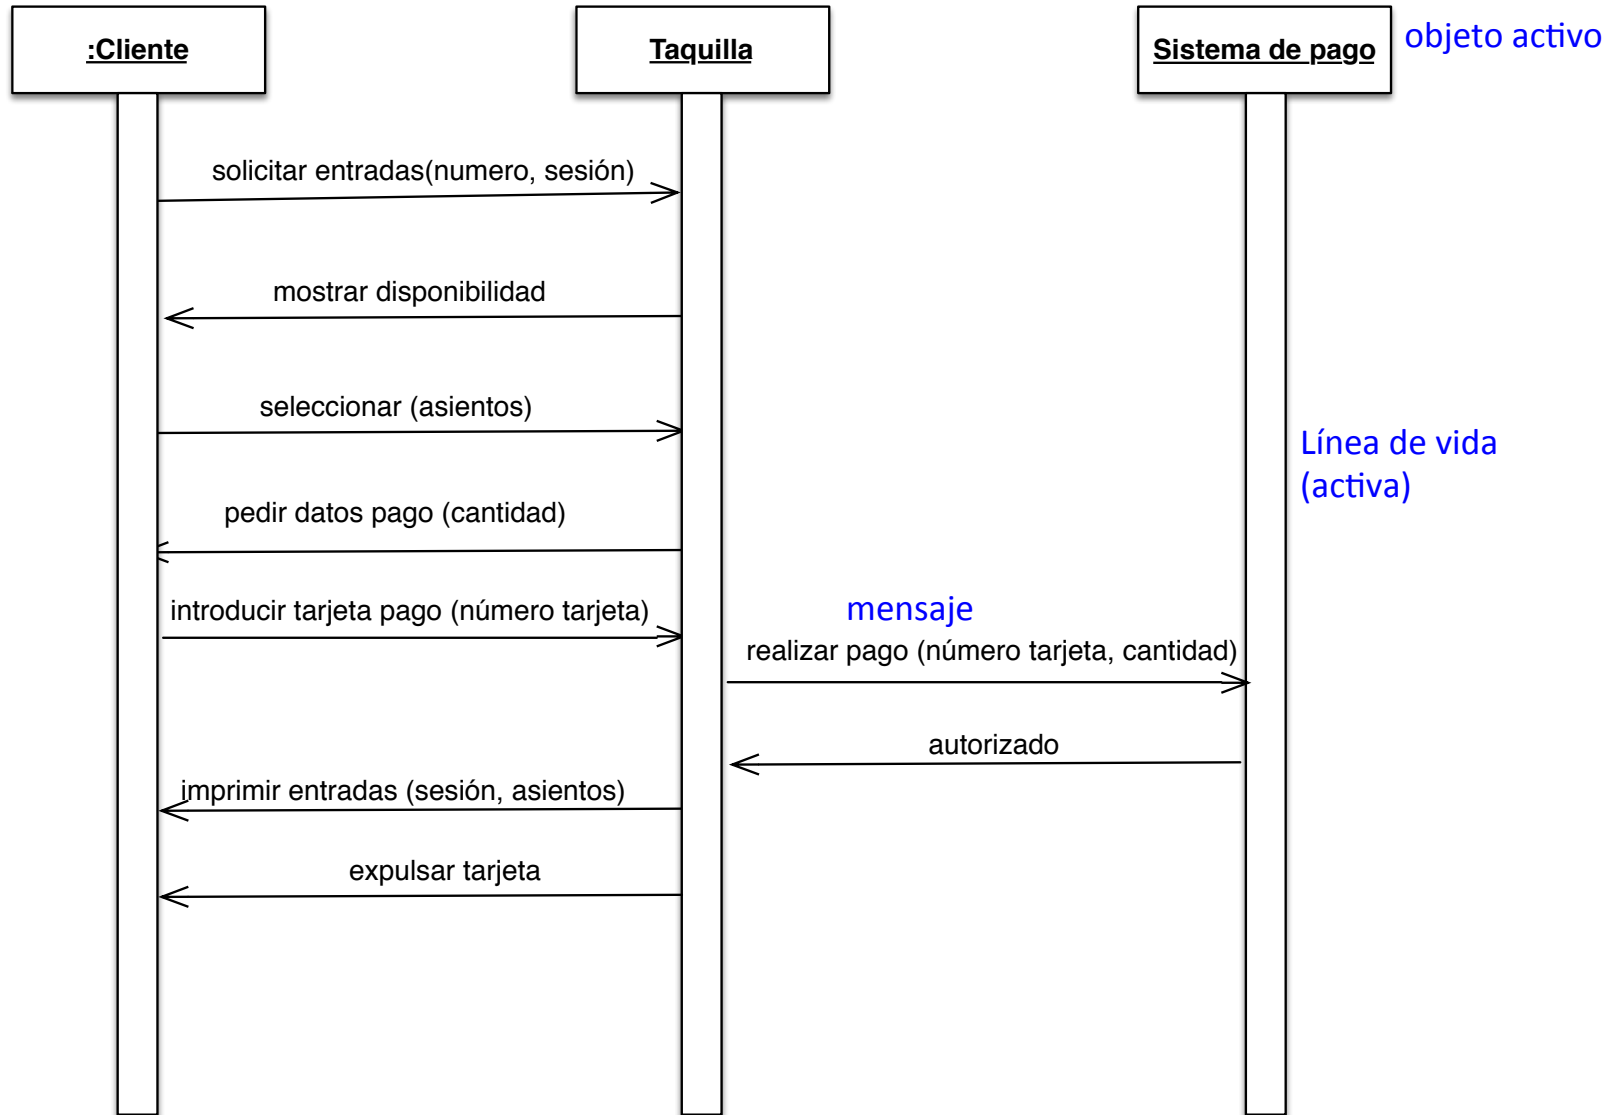 :Cliente
Taquilla
Sistema de pago
objeto activo
solicitar entradas(numero, sesión)
mostrar disponibilidad
seleccionar (asientos)
Línea de vida
(activa)
pedir datos pago (cantidad)
introducir tarjeta pago (número tarjeta)
mensaje
realizar pago (número tarjeta, cantidad)
autorizado
imprimir entradas (sesión, asientos)
expulsar tarjeta